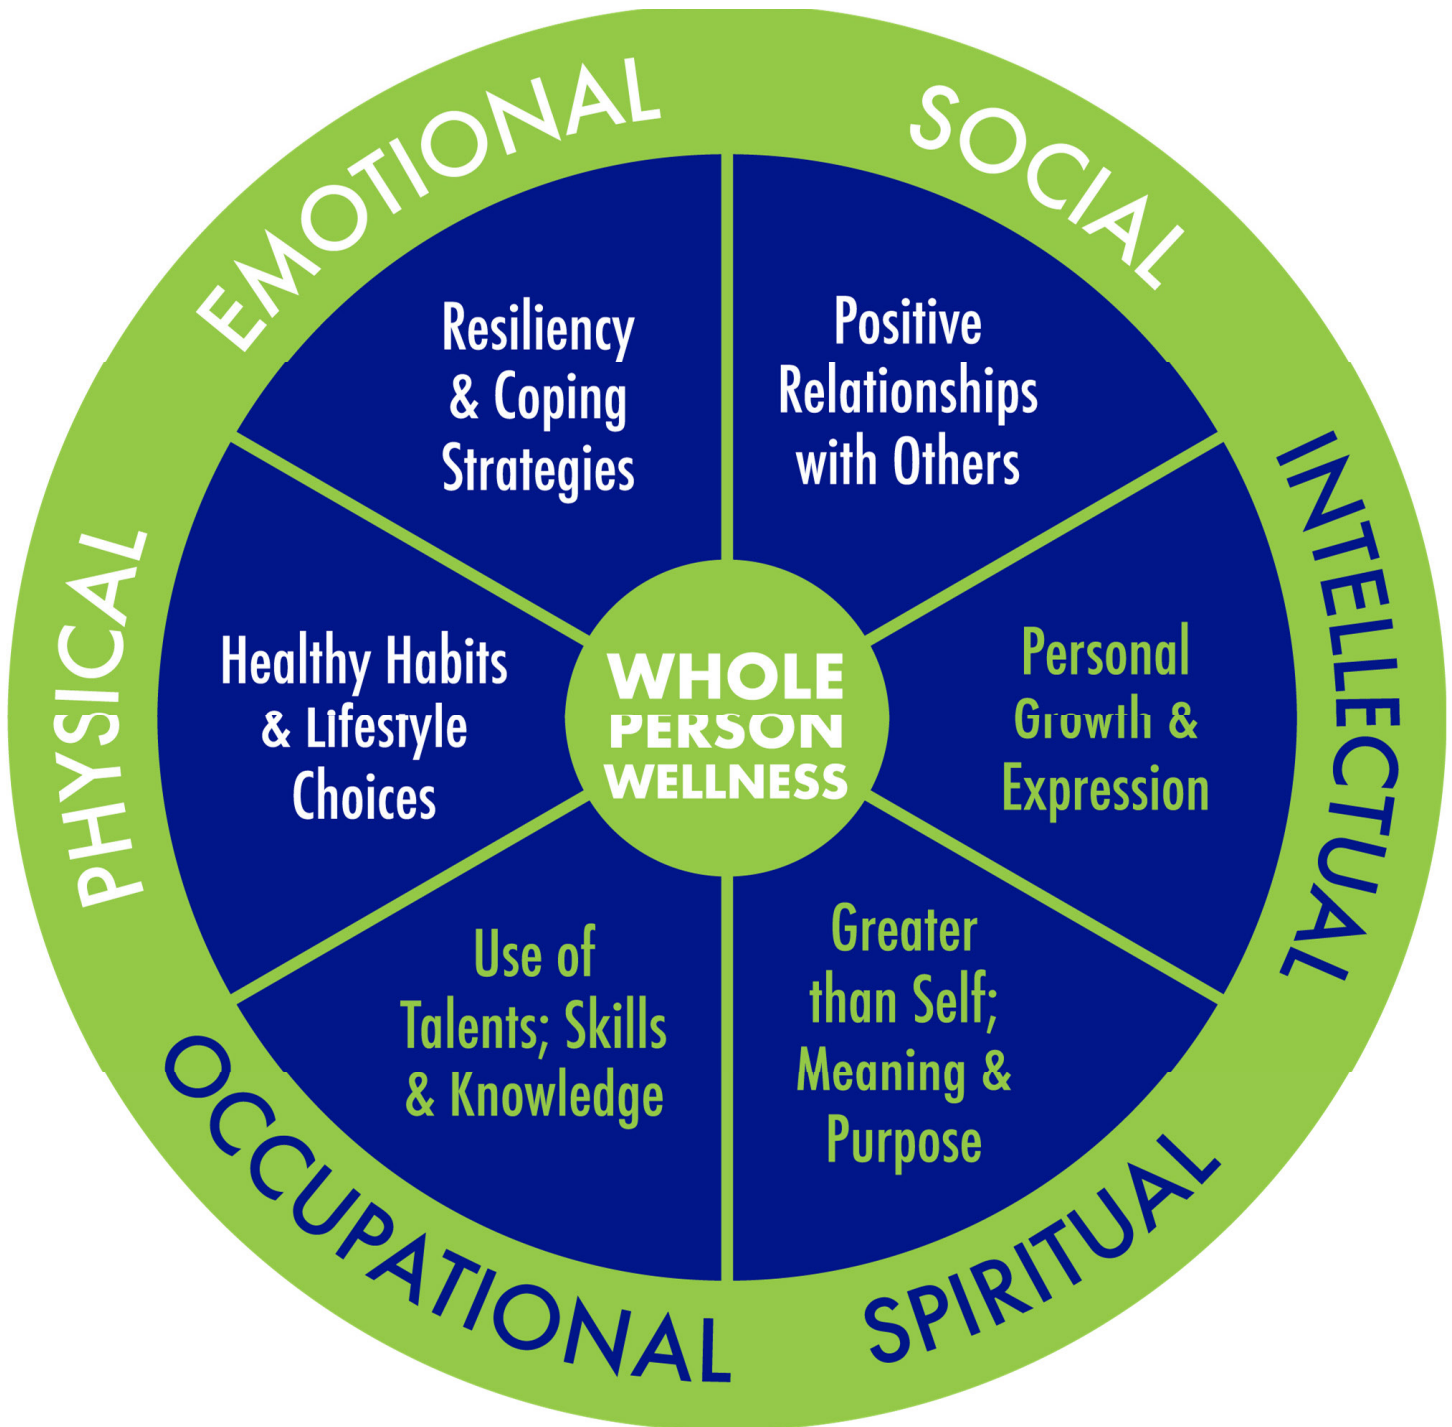 EMOTIONAL
Resiliency
& Coping
Strategies
SOCIAL
Positive
Relationships
with Others
INTELLECTUAL
Personal
Growth &
Expression
SPIRITUAL
Greater
than Self;
Meaning &
Purpose
OCCUPATIONAL
Use of
Talents; Skills
& Knowledge
PHYSICAL
Healthy Habits
& Lifestyle
Choices
WHOLE
PERSON
WELLNESS